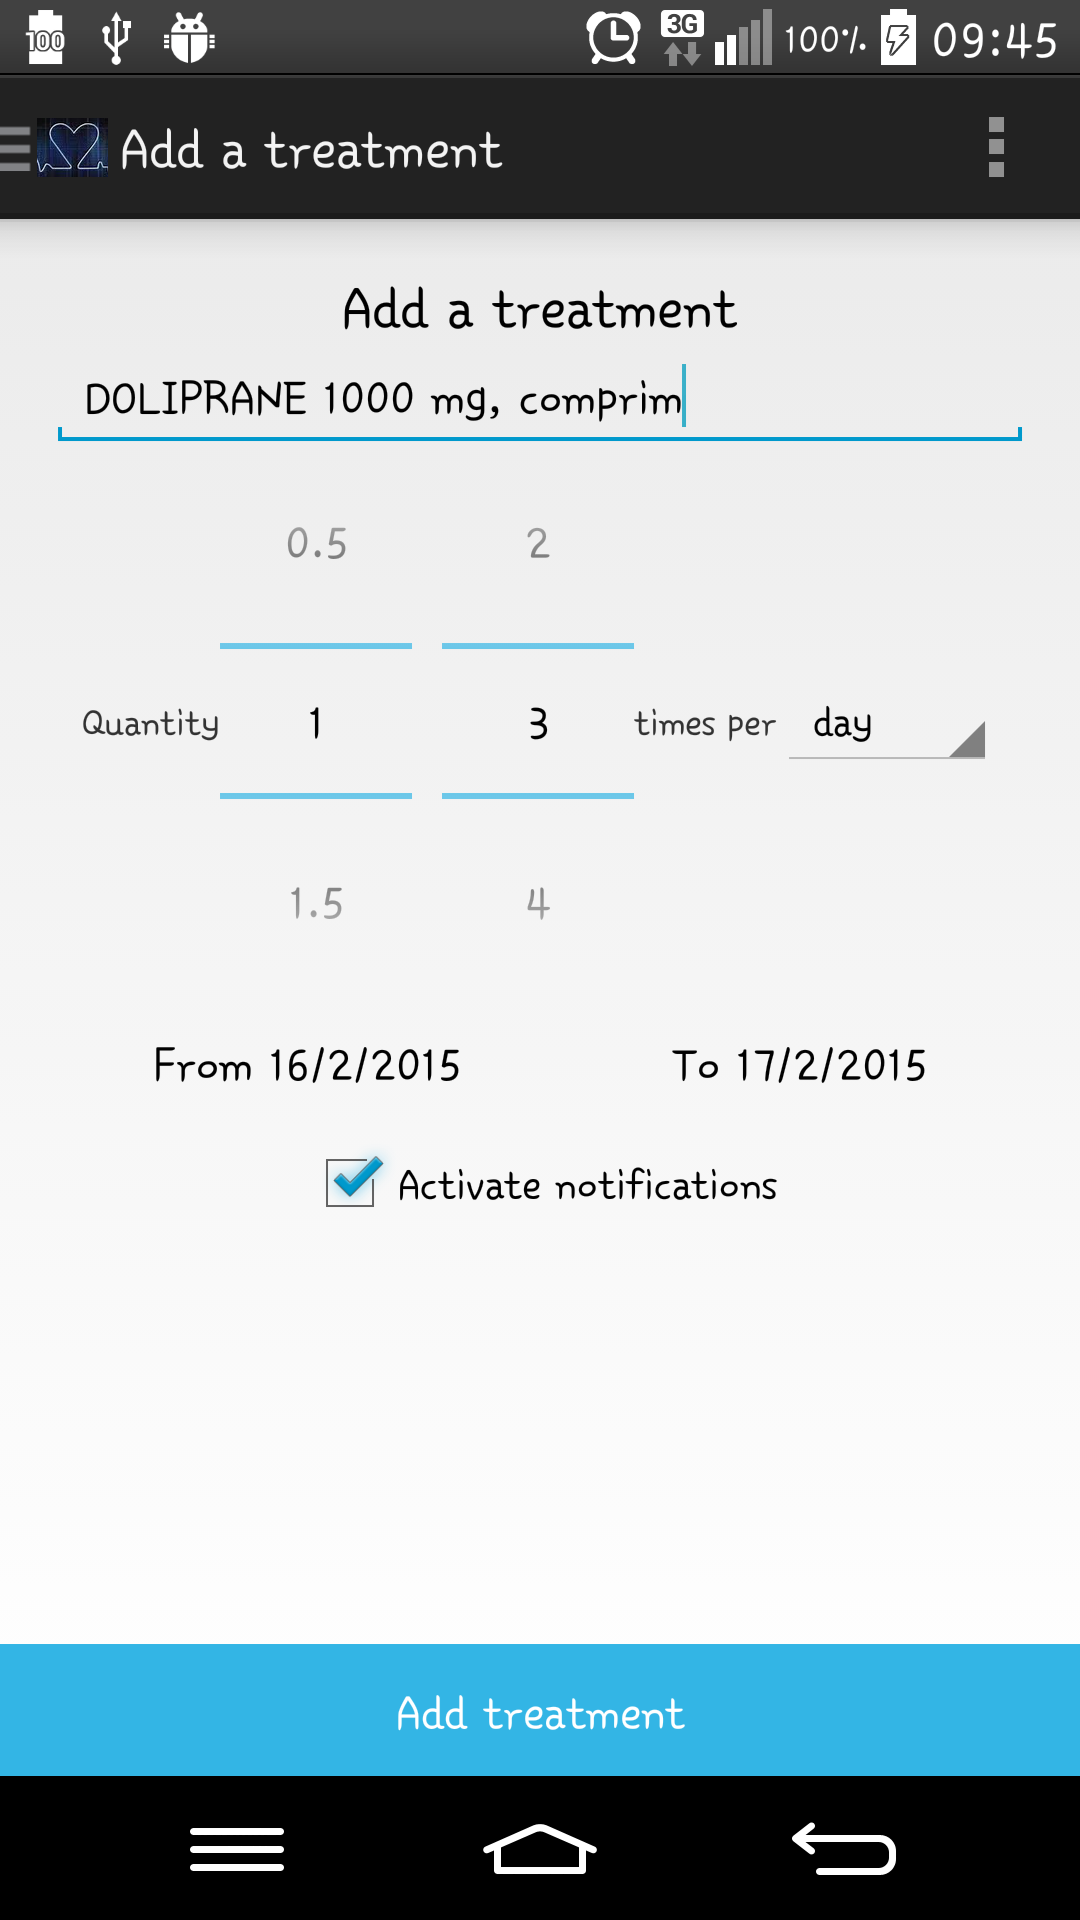 100 3G 100% 09:45
Add a treatment
Add a treatment
DOLIPRANE 1000 mg, comprim
0.5 2
Quantity 1 3 times per day
1.5 4
From 16/2/2015 To 17/2/2015
Activate notifications
Add treatment